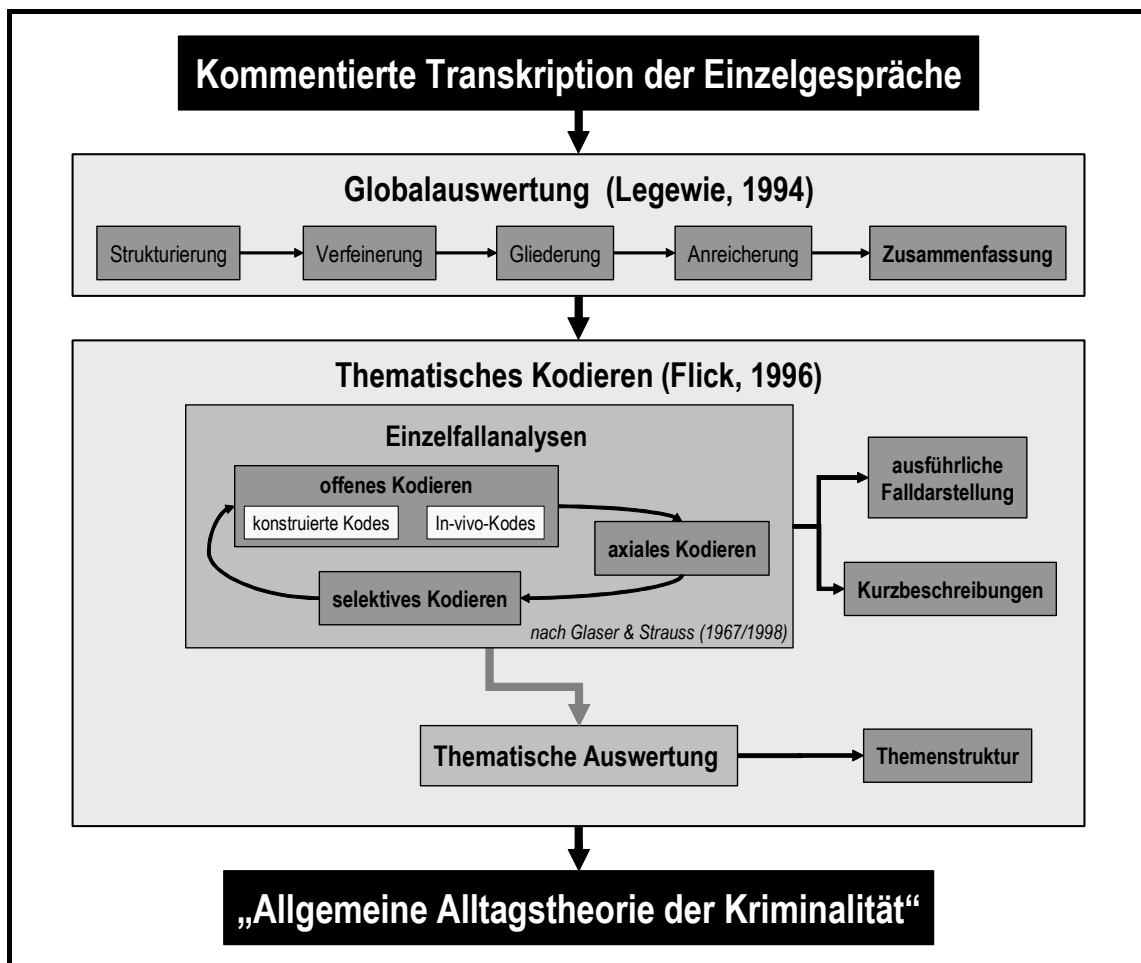 Kommentierte Transkription der Einzelgespräche
Globalauswertung (Legewie, 1994)
Strukturierung
Verfeinerung
Gliederung
Anreicherung
Zusammenfassung
Thematisches Kodieren (Flick, 1996)
Einzelfallanalysen
offenes Kodieren
konstruierte Kodes
In-vivo-Kodes
axiales Kodieren
selektives Kodieren
nach Glaser & Strauss (1967/1998)
ausführliche
Falldarstellung
Kurzbeschreibungen
Thematische Auswertung
Themenstruktur
„Allgemeine Alltagstheorie der Kriminalität“